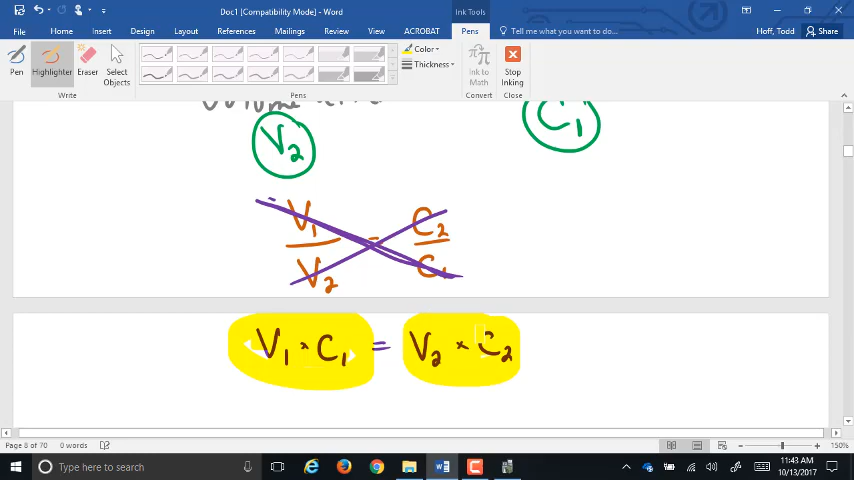 Doc1 [Compatibility Mode] - Word
Ink Tools
Hoff, Todd
File Home Insert Design Layout References Mailings Review View ACROBAT Pens Tell me what you want to do... Share
Pen Highlighter Eraser Select Objects
Color
Thickness
Ink to Math
Stop Inking
Write Pens Convert Close
V2
C1
V1 = C2
V2 C1
V1 × C1 = V2 × C2
Page 8 of 70 0 words 150%
Type here to search
11:43 AM
10/13/2017